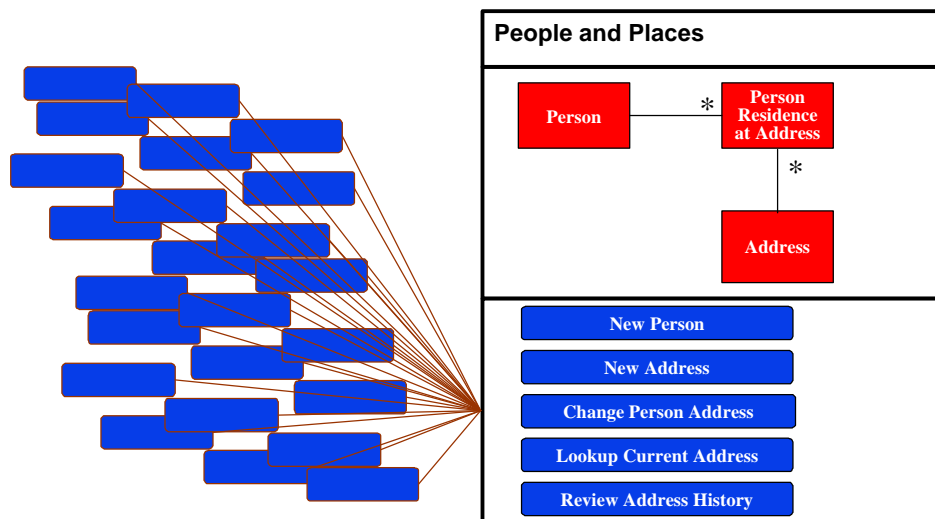 People and Places
Person
*
Person
Residence
at Address
*
Address
New Person
New Address
Change Person Address
Lookup Current Address
Review Address History